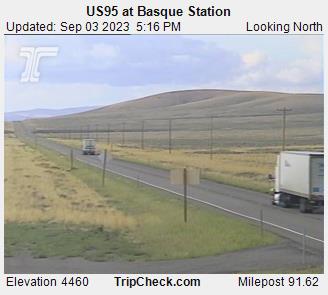 US95 at Basque Station
Updated: Sep 03 2023 5:16 PM Looking North
Elevation 4460 TripCheck.com Milepost 91.62